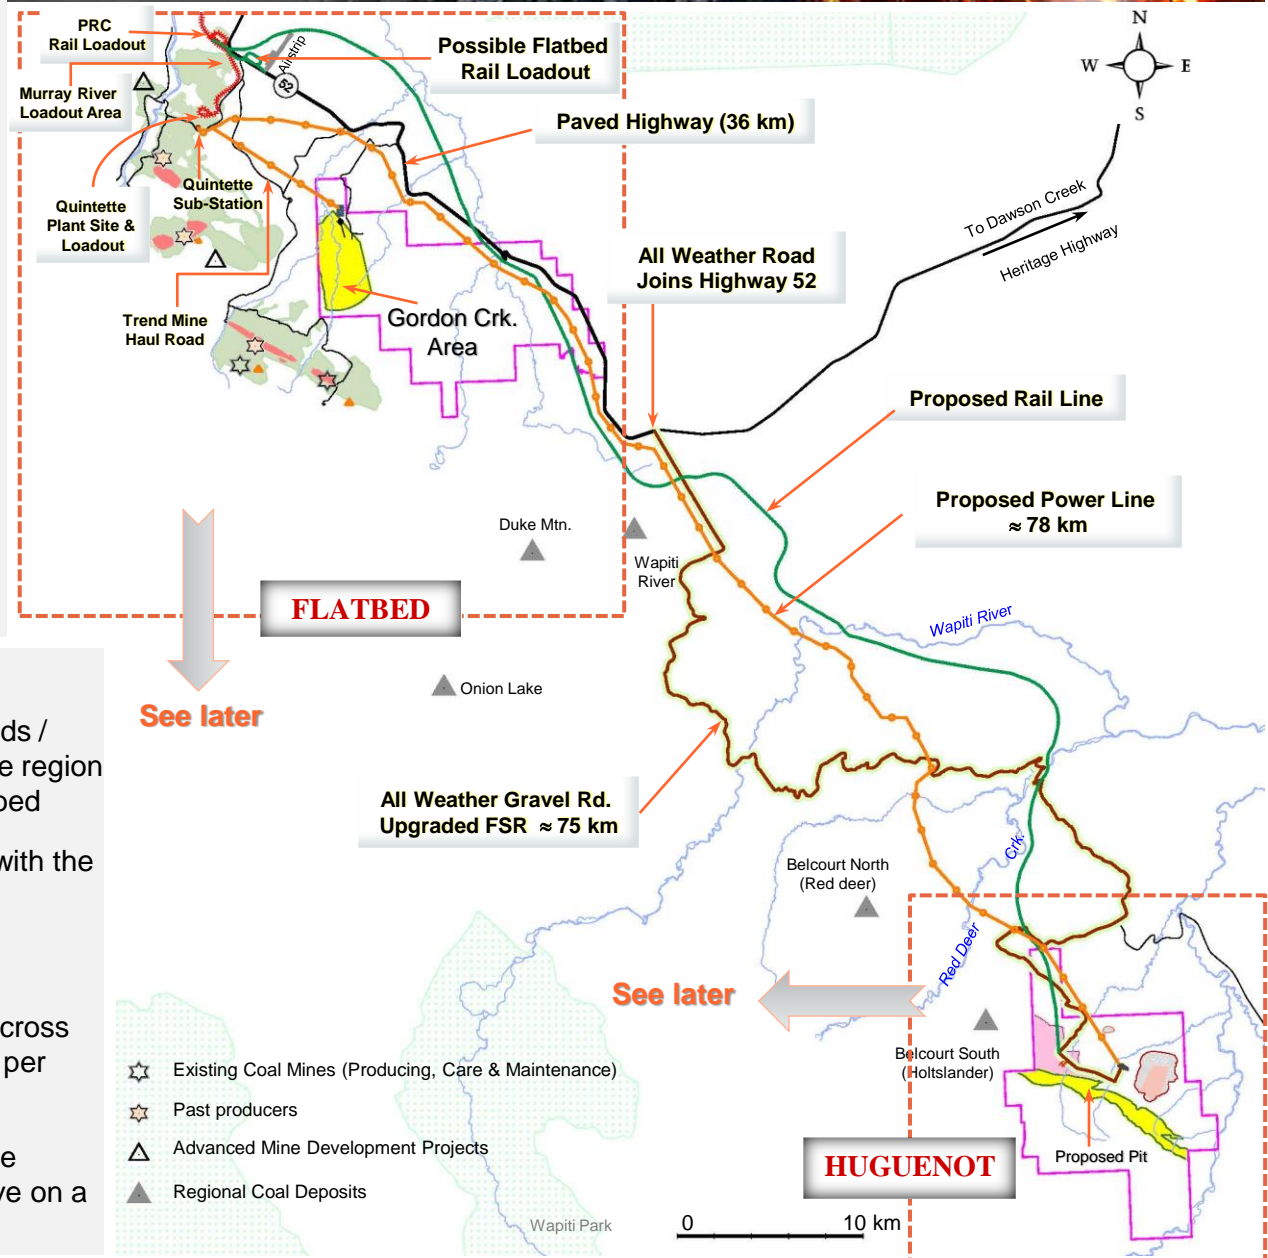 PRC
Rail Loadout
Murray River
Loadout Area
Possible Flatbed
Rail Loadout
Airstrip
52
Paved Highway (36 km)
N
W
E
S
Quintette
Sub-Station
Quintette
Plant Site &
Loadout
Trend Mine
Haul Road
Gordon Crk.
Area
All Weather Road
Joins Highway 52
To Dawson Creek
Heritage Highway
Proposed Rail Line
Proposed Power Line
≈ 78 km
Duke Mtn.
Wapiti
River
FLATBED
Wapiti River
See later
Onion Lake
All Weather Gravel Rd.
Upgraded FSR ≈ 75 km
ds /
e region
bed
with the
cross
per
e
ve on a
Belcourt North
(Red deer)
Red Deer
Crk.
See later
Belcourt South
(Holtslander)
Existing Coal Mines (Producing, Care & Maintenance)
Past producers
Advanced Mine Development Projects
Regional Coal Deposits
HUGUENOT
Proposed Pit
Wapiti Park
0
10 km